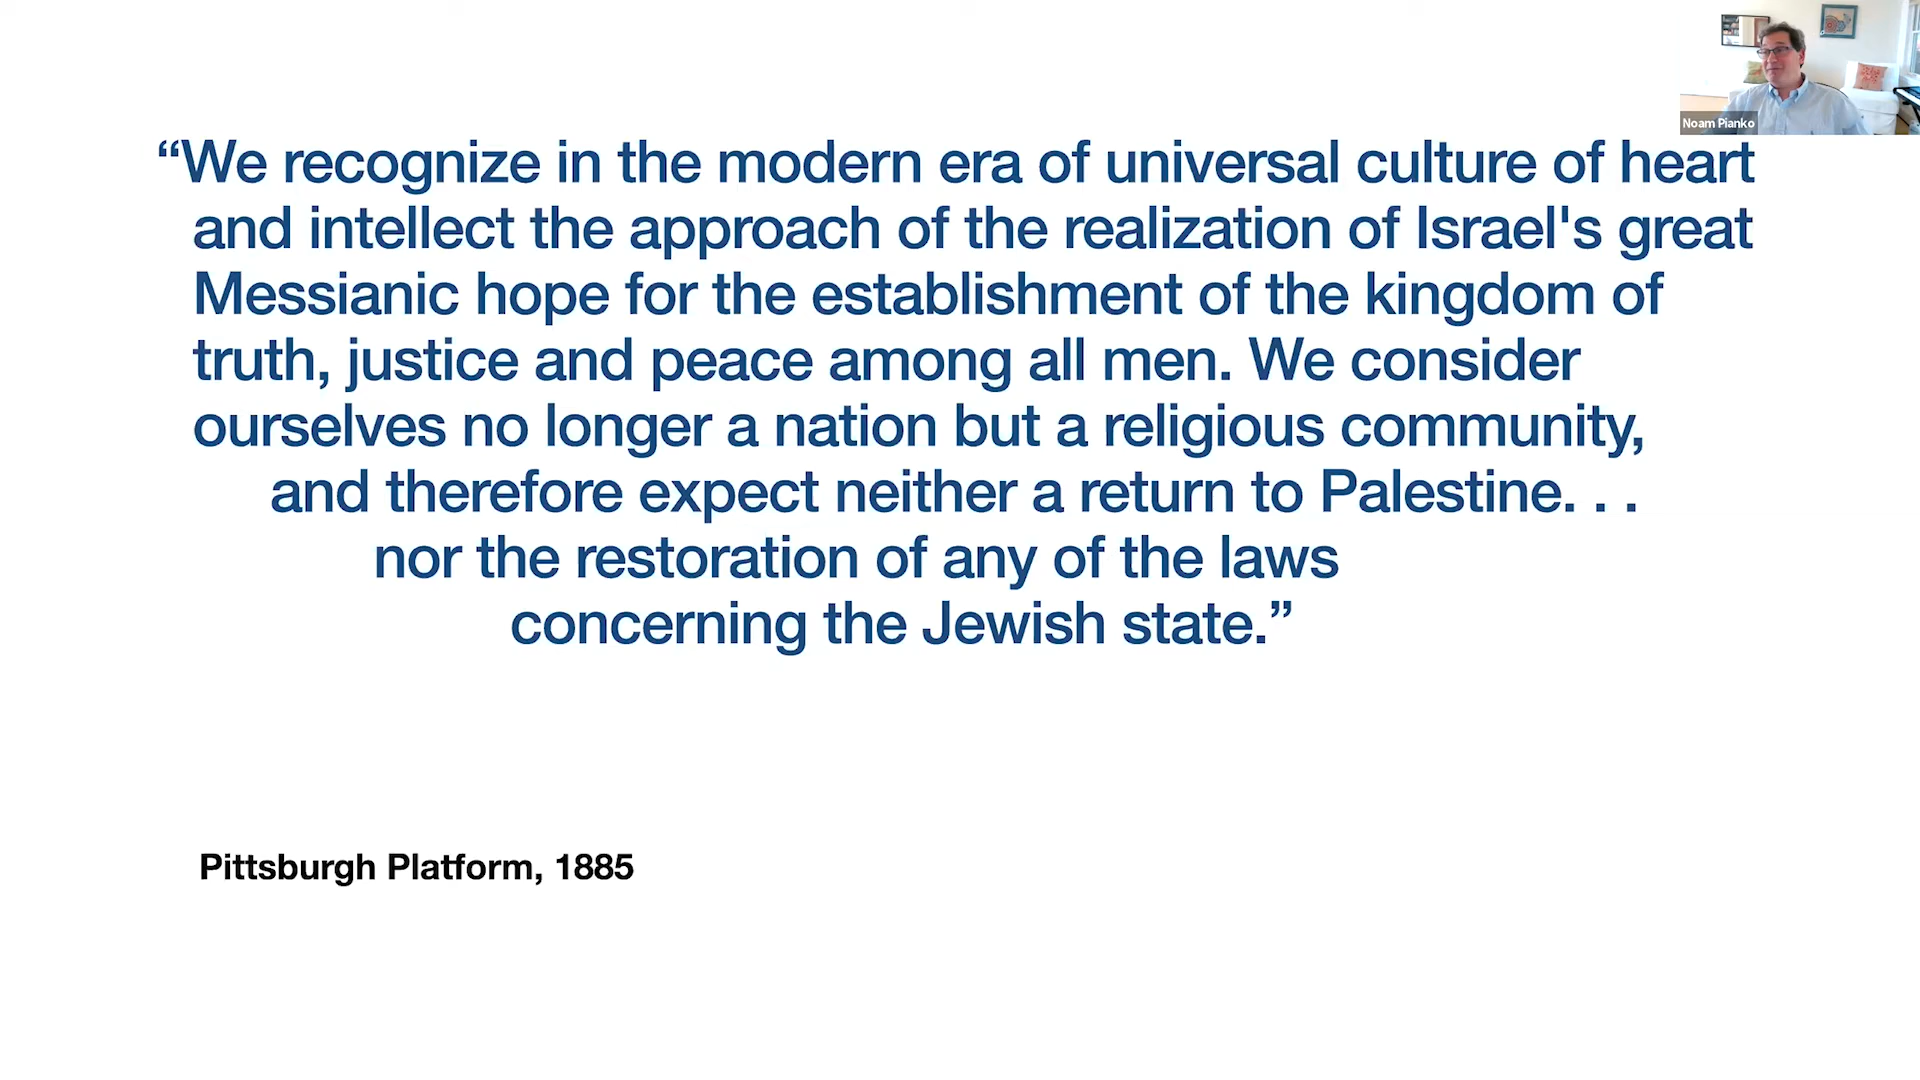 Noam Pianko
“We recognize in the modern era of universal culture of heart
and intellect the approach of the realization of Israel's great
Messianic hope for the establishment of the kingdom of
truth, justice and peace among all men. We consider
ourselves no longer a nation but a religious community,
and therefore expect neither a return to Palestine. . .
nor the restoration of any of the laws
concerning the Jewish state.”
Pittsburgh Platform, 1885